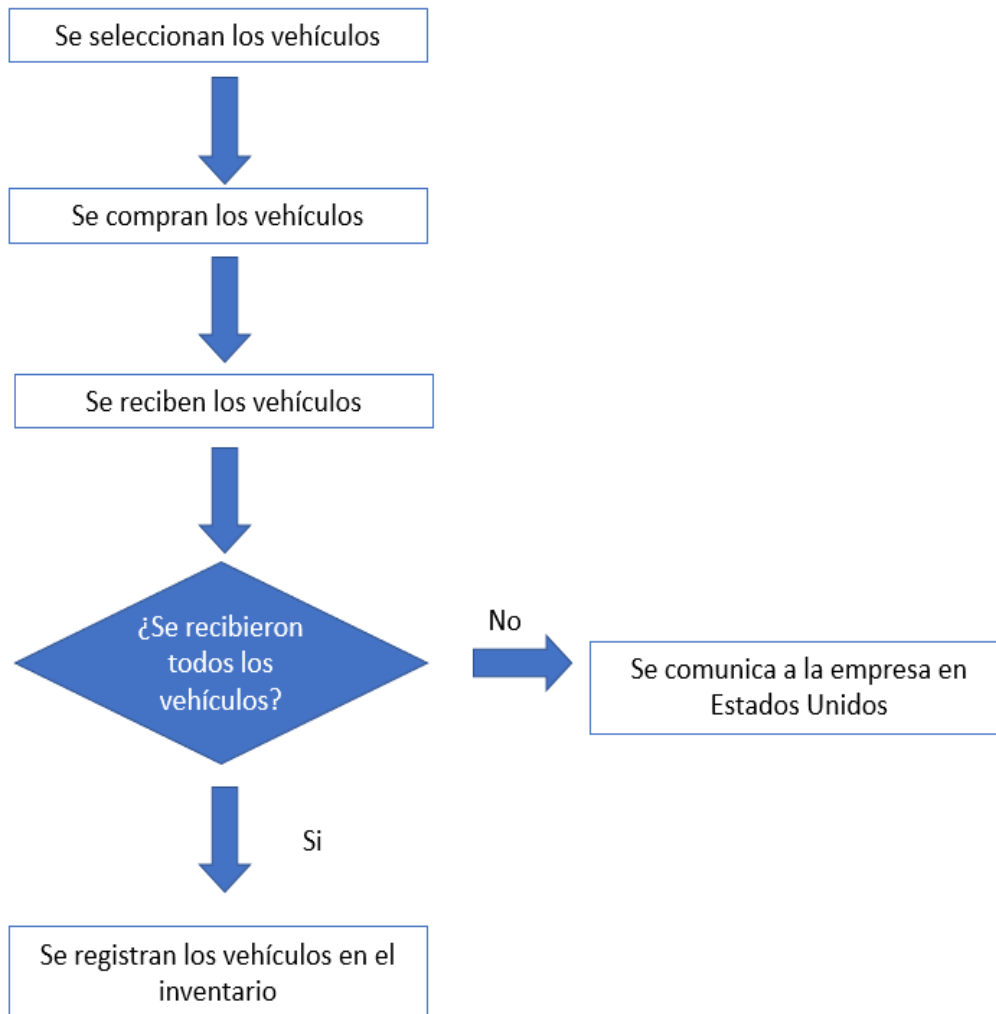 Se seleccionan los vehículos
Se compran los vehículos
Se reciben los vehículos
¿Se recibieron
todos los
vehículos?
No
Se comunica a la empresa en
Estados Unidos
Si
Se registran los vehículos en el
inventario